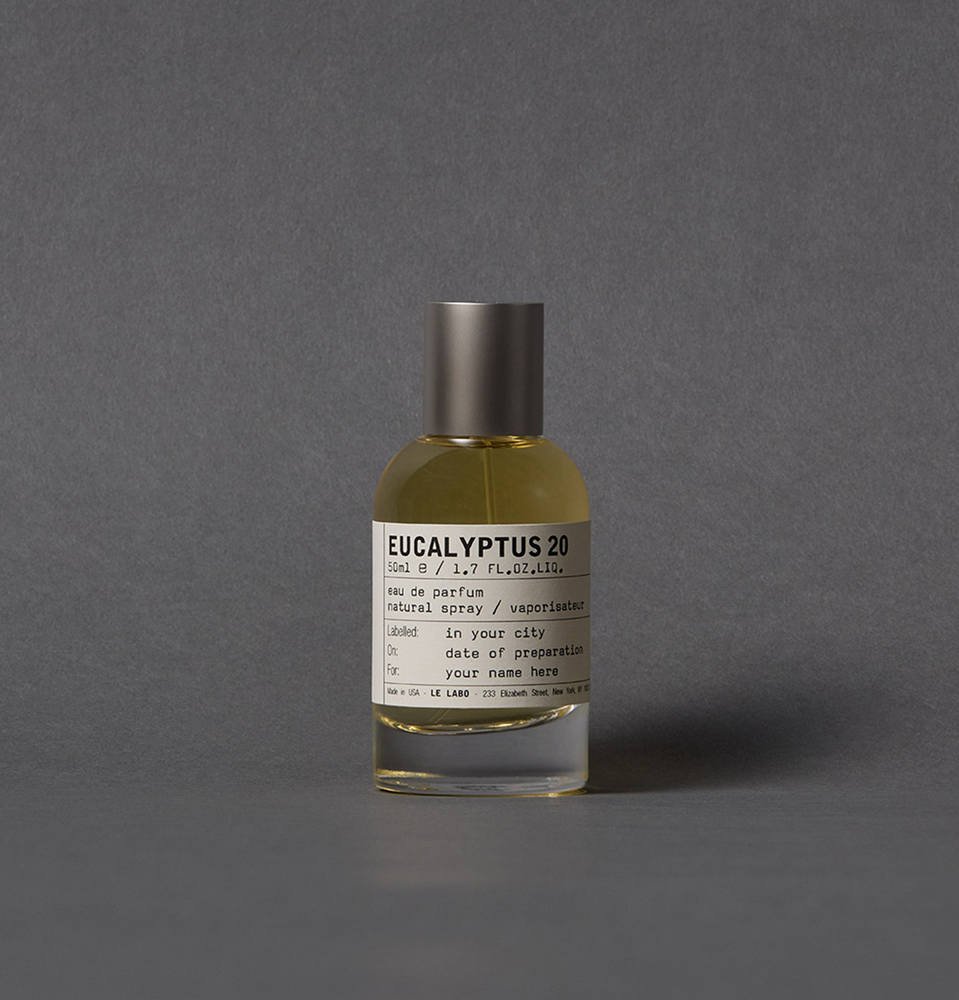 EUCALYPTUS 20
50ml ℮ / 1.7 FL.OZ.LIQ.
eau de parfum
natural spray / vaporisateur
Labelled: in your city
On: date of preparation
For: your name here
Made in USA - LE LABO - 233 Elizabeth Street, New York, NY